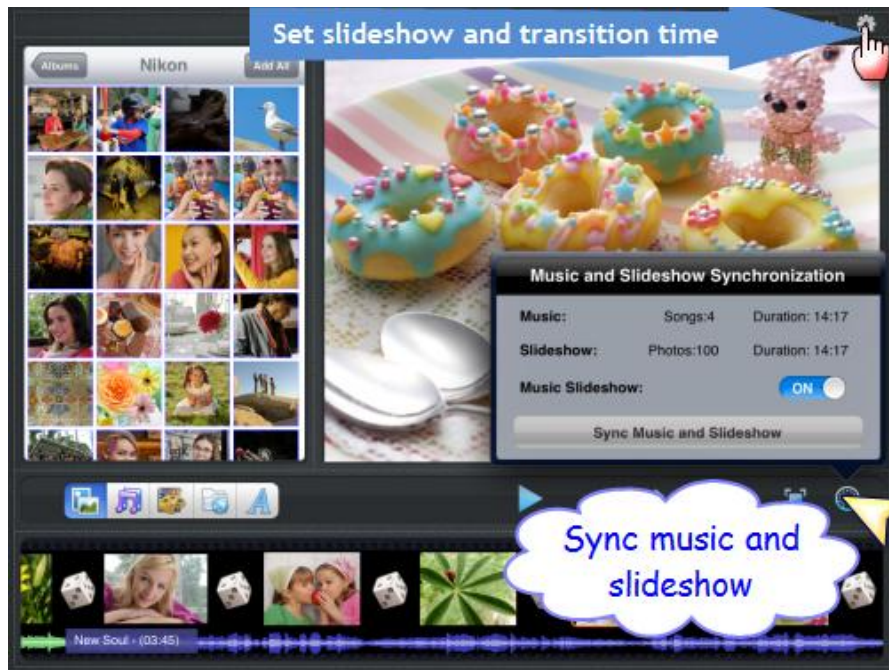 Set slideshow and transition time
Albums
Nikon
Add All
Music and Slideshow Synchronization
Music: Songs:4 Duration: 14:17
Slideshow: Photos:100 Duration: 14:17
Music Slideshow: ON
Sync Music and Slideshow
A
Sync music and
slideshow
New Soul - (03:45)